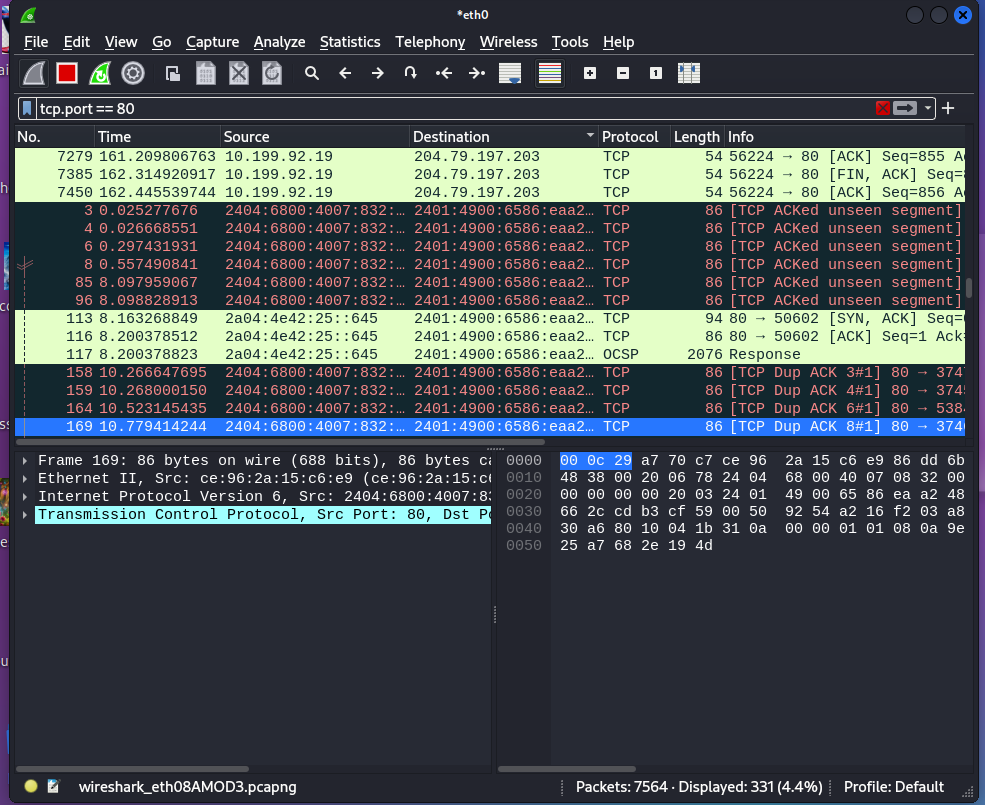 *eth0
File Edit View Go Capture Analyze Statistics Telephony Wireless Tools Help
tcp.port == 80
No. Time Source Destination Protocol Length Info
7279 161.209806763 10.199.92.19 204.79.197.203 TCP 54 56224 → 80 [ACK] Seq=855 A
7385 162.314920917 10.199.92.19 204.79.197.203 TCP 54 56224 → 80 [FIN, ACK] Seq=
7450 162.445539744 10.199.92.19 204.79.197.203 TCP 54 56224 → 80 [ACK] Seq=856 A
3 0.025277676 2404:6800:4007:832:… 2401:4900:6586:eaa2… TCP 86 [TCP ACKed unseen segment]
4 0.026668551 2404:6800:4007:832:… 2401:4900:6586:eaa2… TCP 86 [TCP ACKed unseen segment]
6 0.297431931 2404:6800:4007:832:… 2401:4900:6586:eaa2… TCP 86 [TCP ACKed unseen segment]
8 0.557490841 2404:6800:4007:832:… 2401:4900:6586:eaa2… TCP 86 [TCP ACKed unseen segment]
85 8.097959067 2404:6800:4007:832:… 2401:4900:6586:eaa2… TCP 86 [TCP ACKed unseen segment]
96 8.098828913 2404:6800:4007:832:… 2401:4900:6586:eaa2… TCP 86 [TCP ACKed unseen segment]
113 8.163268849 2a04:4e42:25::645 2401:4900:6586:eaa2… TCP 94 80 → 50602 [SYN, ACK] Seq=
116 8.200378512 2a04:4e42:25::645 2401:4900:6586:eaa2… TCP 86 80 → 50602 [ACK] Seq=1 Ack=
117 8.200378823 2a04:4e42:25::645 2401:4900:6586:eaa2… OCSP 2076 Response
158 10.266647695 2404:6800:4007:832:… 2401:4900:6586:eaa2… TCP 86 [TCP Dup ACK 3#1] 80 → 374
159 10.268000150 2404:6800:4007:832:… 2401:4900:6586:eaa2… TCP 86 [TCP Dup ACK 4#1] 80 → 374
164 10.523145435 2404:6800:4007:832:… 2401:4900:6586:eaa2… TCP 86 [TCP Dup ACK 6#1] 80 → 538
169 10.779414244 2404:6800:4007:832:… 2401:4900:6586:eaa2… TCP 86 [TCP Dup ACK 8#1] 80 → 374
Frame 169: 86 bytes on wire (688 bits), 86 bytes ca
Ethernet II, Src: ce:96:2a:15:c6:e9 (ce:96:2a:15:c
Internet Protocol Version 6, Src: 2404:6800:4007:83
Transmission Control Protocol, Src Port: 80, Dst Po
0000 00 0c 29 a7 70 c7 ce 96 2a 15 c6 e9 86 dd 6b
0010 48 38 00 20 06 78 24 04 68 00 40 07 08 32 00
0020 00 00 00 00 20 03 24 01 49 00 65 86 ea a2 48
0030 66 2c cd b3 cf 59 00 50 92 54 a2 16 f2 03 a8
0040 30 a6 80 10 04 1b 31 0a 00 00 01 01 08 0a 9e
0050 25 a7 68 2e 19 4d
wireshark_eth08AMOD3.pcapng
Packets: 7564 · Displayed: 331 (4.4%)
Profile: Default